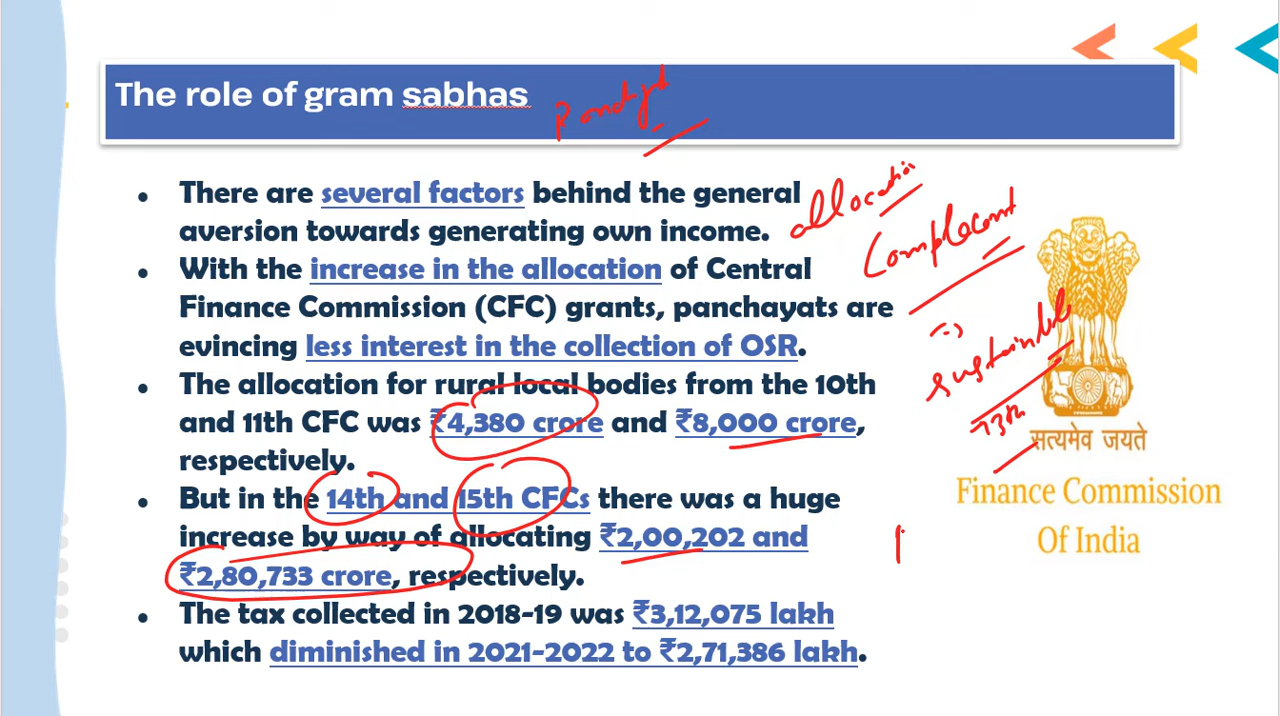 The role of gram sabhas
There are several factors behind the general
aversion towards generating own income.
With the increase in the allocation of Central
Finance Commission (CFC) grants, panchayats are
evincing less interest in the collection of OSR.
The allocation for rural local bodies from the 10th
and 11th CFC was ₹4,380 crore and ₹8,000 crore,
respectively.
But in the 14th and 15th CFCs there was a huge
increase by way of allocating ₹2,00,202 and
₹2,80,733 crore, respectively.
The tax collected in 2018-19 was ₹3,12,075 lakh
which diminished in 2021-2022 to ₹2,71,386 lakh.
allocation
Complacent
sustainable
सत्यमेव जयते
Finance Commission
Of India